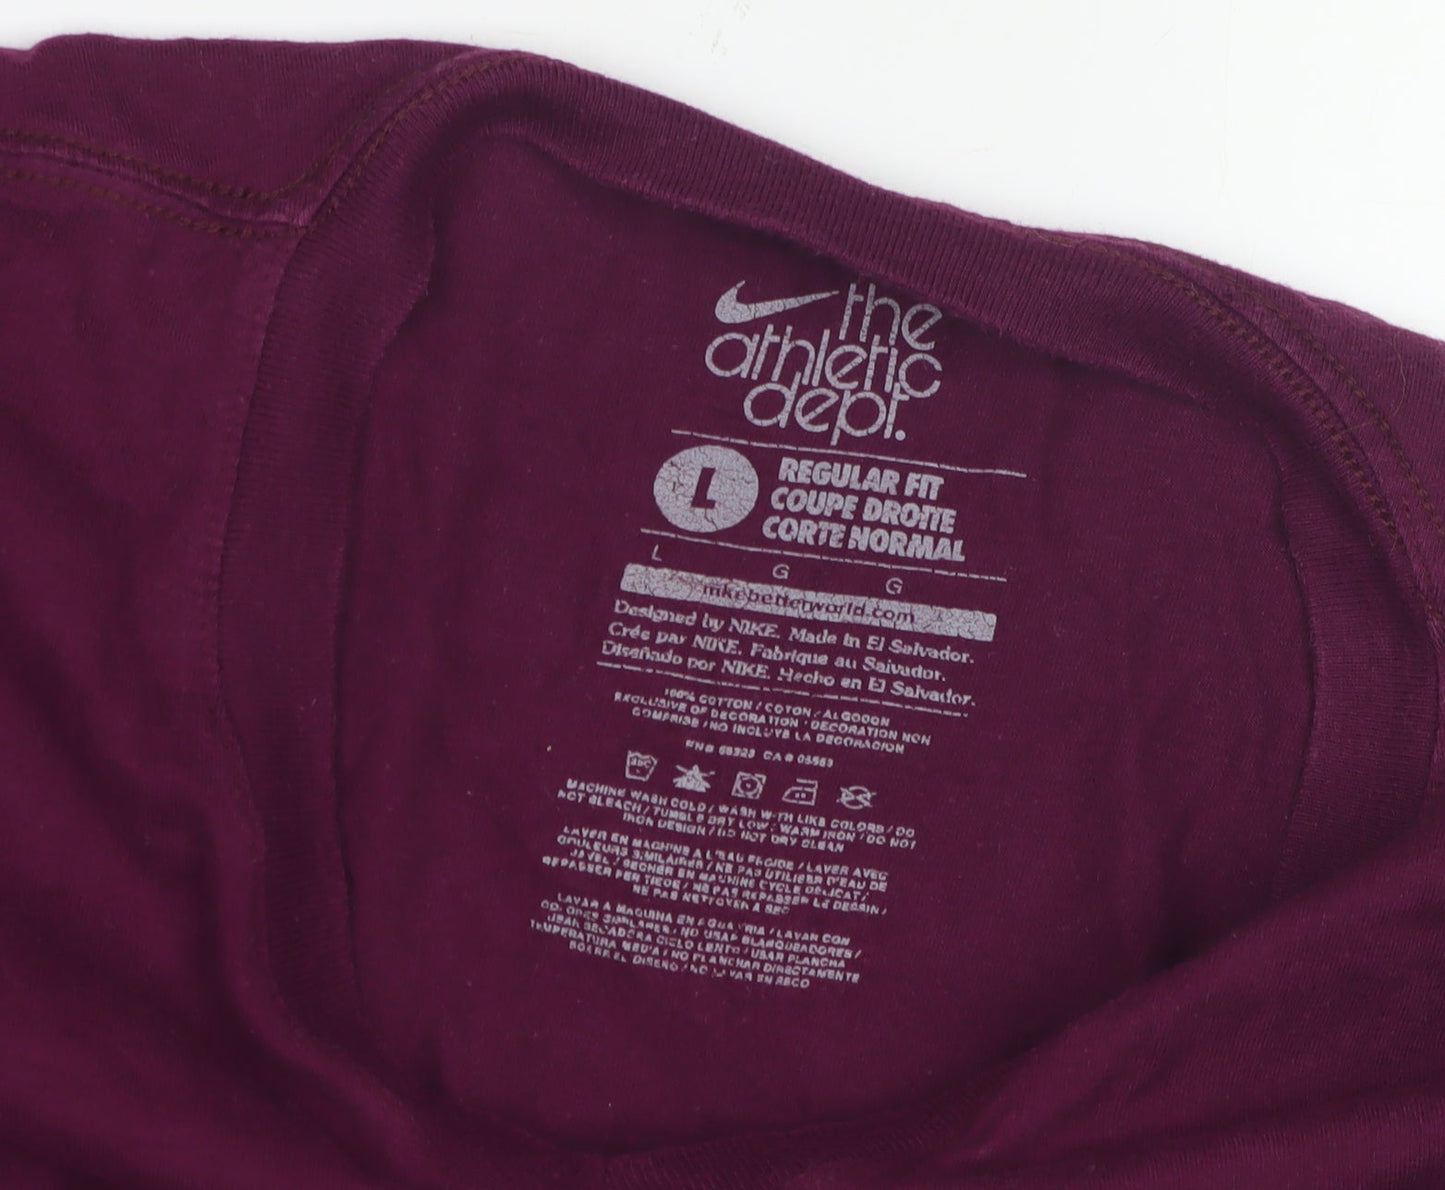 the
athletic
dept.
L REGULAR FIT
COUPE DROITE
CORTE NORMAL
L G G
nikebetterworld.com
Designed by NIKE. Made in El Salvador.
Crée par NIKE. Fabrique au Salvador.
Diseñado por NIKE. Hecho en El Salvador.
100% COTTON / COTON / ALGODON
EXCLUSIVE OF DECORATION / DECORATION NON
COMPRISE / NO INCLUYE LA DECORACION
RN# 56323 CA# 05553
MACHINE WASH COLD / WASH WITH LIKE COLORS / DO
NOT BLEACH / TUMBLE DRY LOW / WARM IRON / DO NOT
IRON DESIGN / DO NOT DRY CLEAN
LAVER EN MACHINE A L'EAU FROIDE / LAVER AVEC
COULEURS SIMILAIRES / NE PAS UTILISER D'EAU DE
JAVEL / SECHER EN MACHINE CYCLE DELICAT /
REPASSER FER TIEDE / NE PAS REPASSER LE DESSIN /
NE PAS NETTOYER A SEC
LAVAR A MAQUINA EN AGUA FRIA / LAVAR CON
COLORES SIMILARES / NO USAR BLANQUEADORES /
USAR SECADORA CICLO LENTO / USAR PLANCHA
TEMPERATURA MEDIA / NO PLANCHAR DIRECTAMENTE
SOBRE EL DISENO / NO LAVAR EN SECO